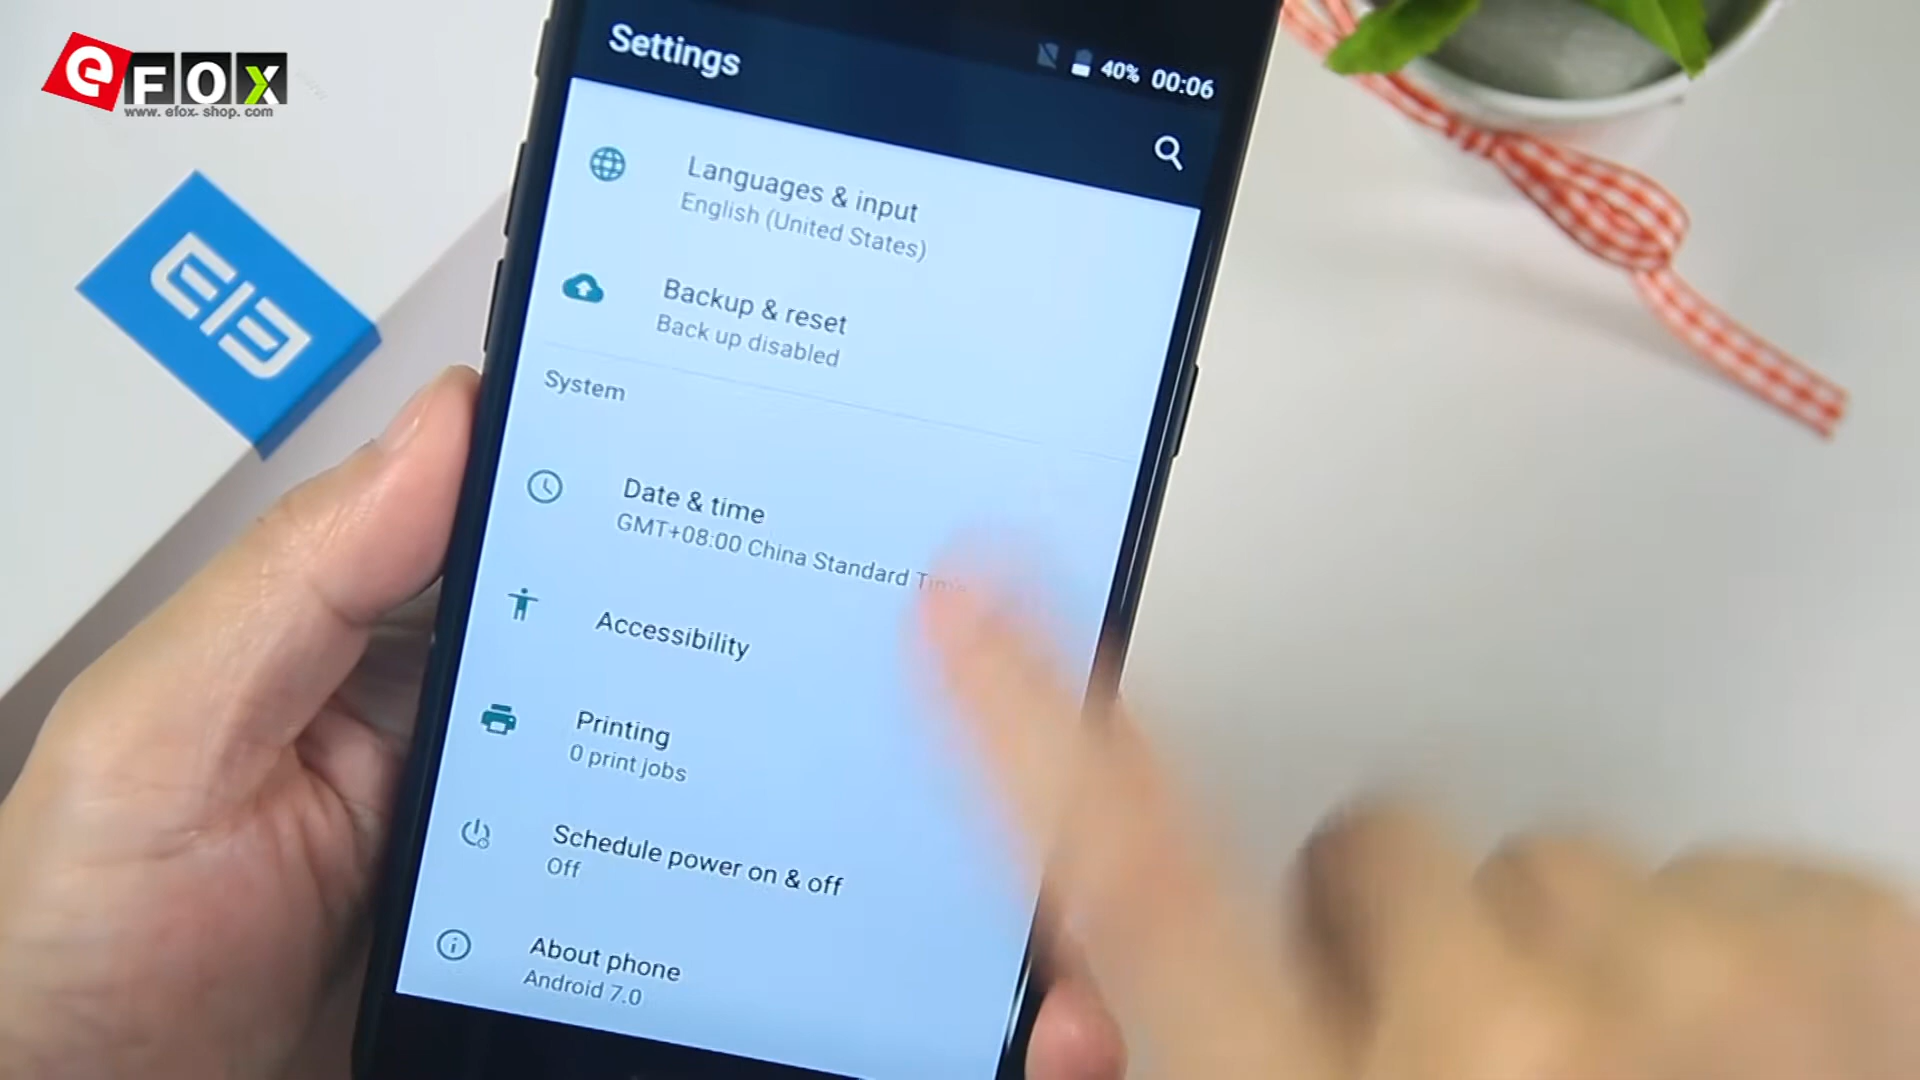 eFOX
www. efox-shop. com
Settings
40% 00:06
Languages & input
English (United States)
Backup & reset
Back up disabled
System
Date & time
GMT+08:00 China Standard Time
Accessibility
Printing
0 print jobs
Schedule power on & off
Off
About phone
Android 7.0